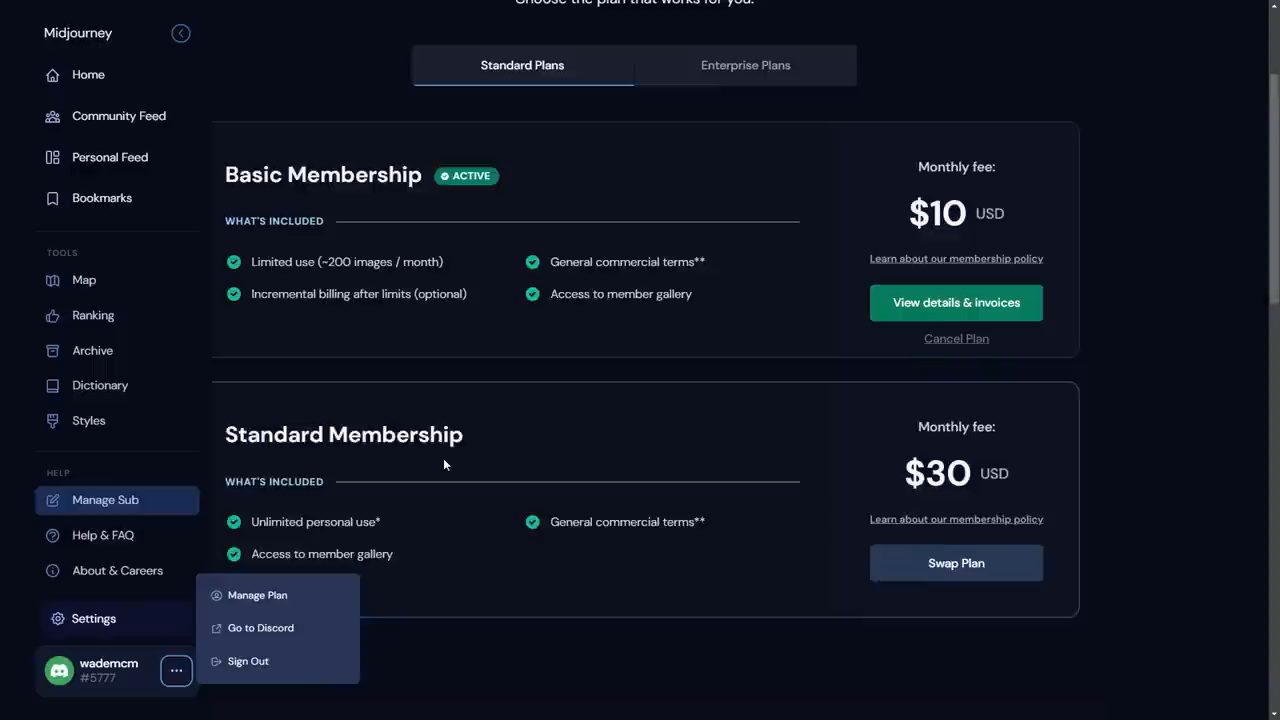 Choose the plan that works for you.
Midjourney
Home
Community Feed
Personal Feed
Bookmarks
TOOLS
Map
Ranking
Archive
Dictionary
Styles
HELP
Manage Sub
Help & FAQ
About & Careers
Settings
wademcm
#5777
Manage Plan
Go to Discord
Sign Out
Standard Plans
Enterprise Plans
Basic Membership ACTIVE
WHAT'S INCLUDED
Limited use (~200 images / month)
General commercial terms**
Incremental billing after limits (optional)
Access to member gallery
Monthly fee:
$10 USD
Learn about our membership policy
View details & invoices
Cancel Plan
Standard Membership
WHAT'S INCLUDED
Unlimited personal use*
General commercial terms**
Access to member gallery
Monthly fee:
$30 USD
Learn about our membership policy
Swap Plan